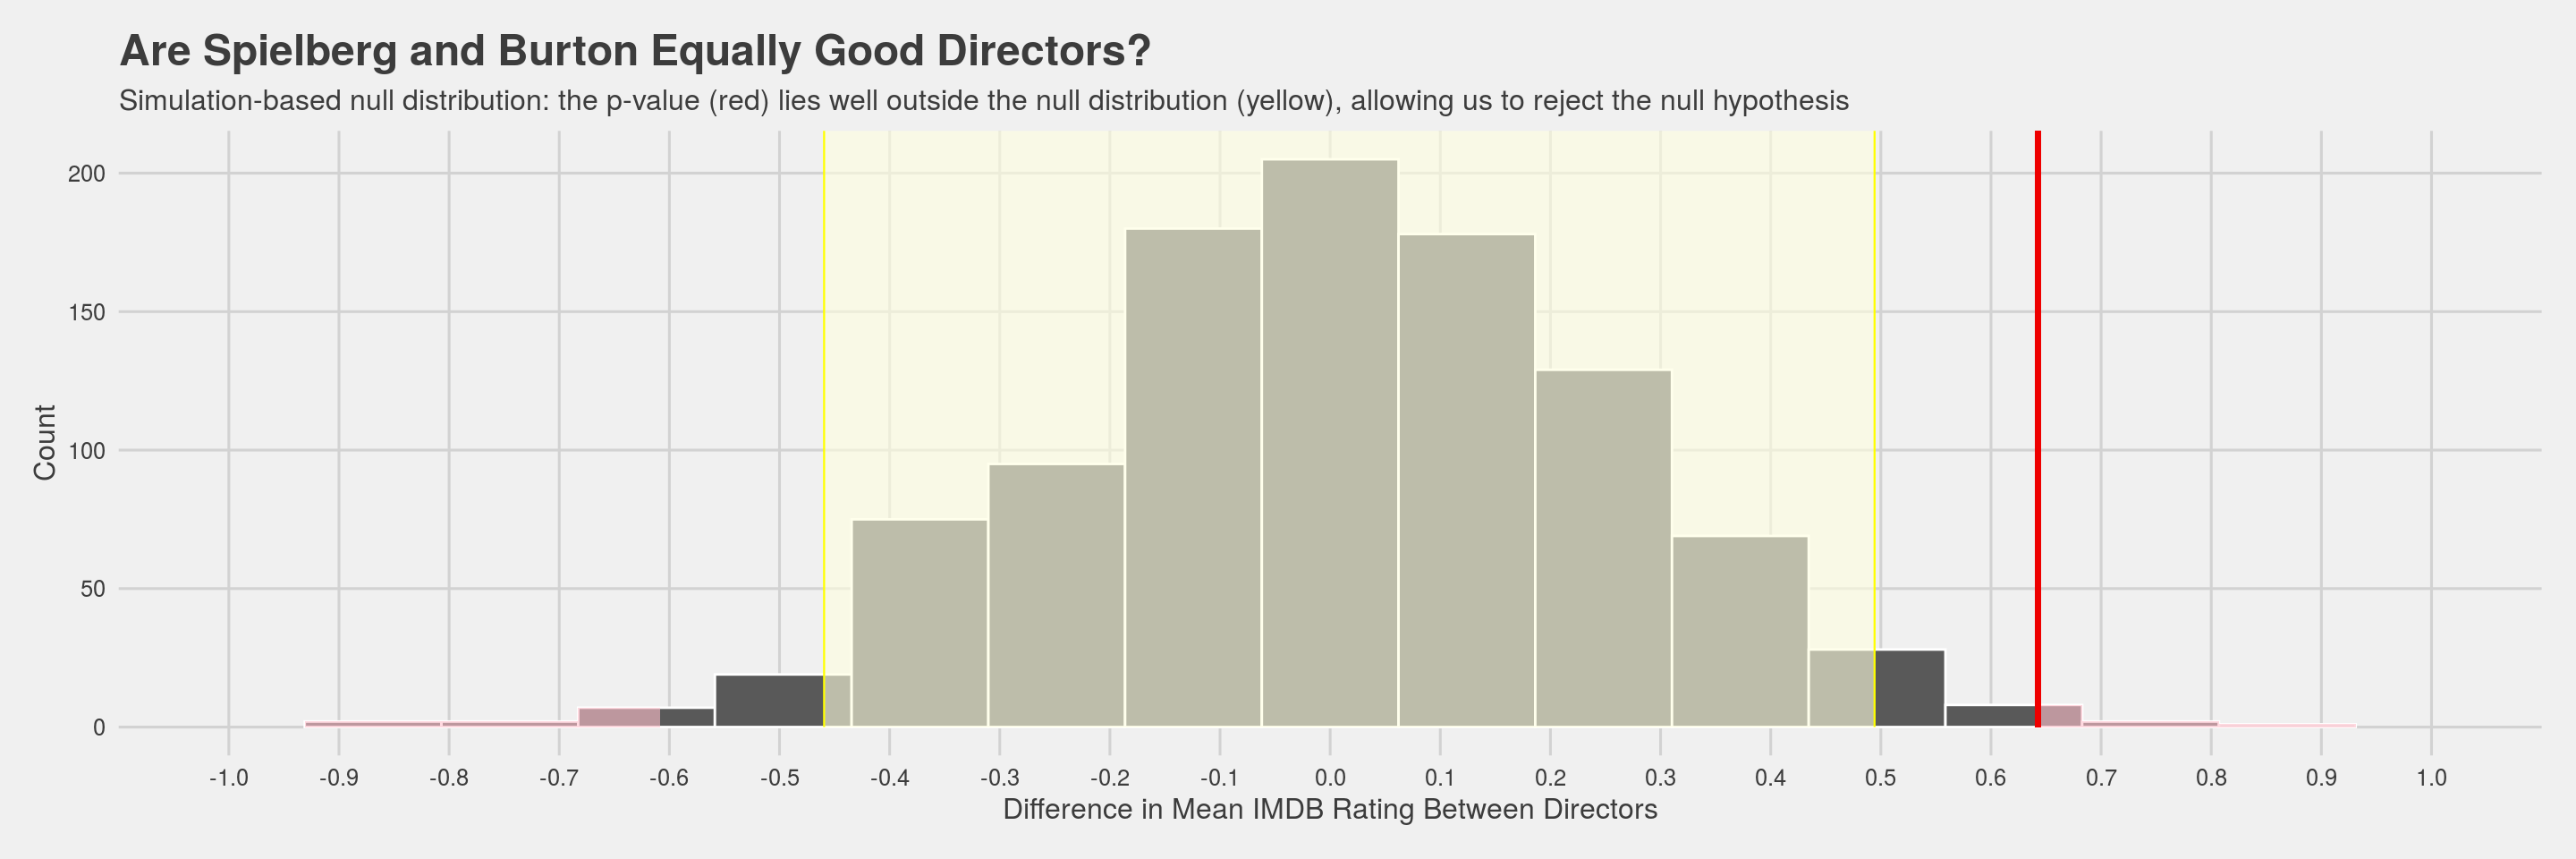 Are Spielberg and Burton Equally Good Directors?
Simulation-based null distribution: the p-value (red) lies well outside the null distribution (yellow), allowing us to reject the null hypothesis
200
150
100
50
0
Count
-1.0 -0.9 -0.8 -0.7 -0.6 -0.5 -0.4 -0.3 -0.2 -0.1 0.0 0.1 0.2 0.3 0.4 0.5 0.6 0.7 0.8 0.9 1.0
Difference in Mean IMDB Rating Between Directors